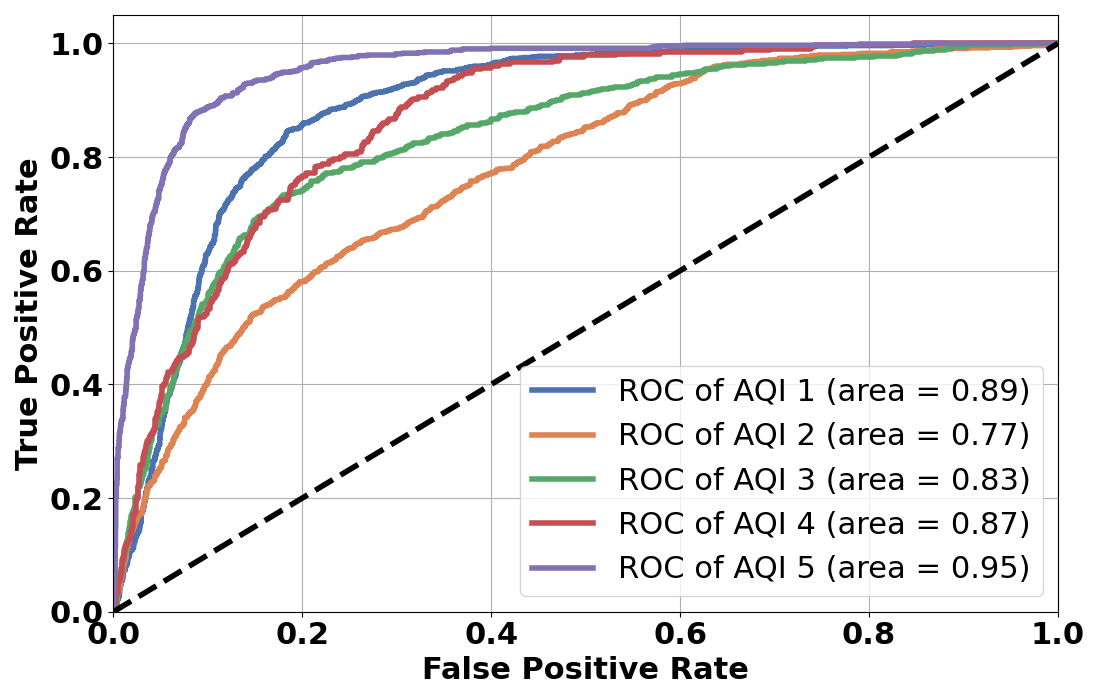 True Positive Rate
1.0
0.8
0.6
0.4
0.2
0.0
0.0 0.2 0.4 0.6 0.8 1.0
False Positive Rate
ROC of AQI 1 (area = 0.89)
ROC of AQI 2 (area = 0.77)
ROC of AQI 3 (area = 0.83)
ROC of AQI 4 (area = 0.87)
ROC of AQI 5 (area = 0.95)